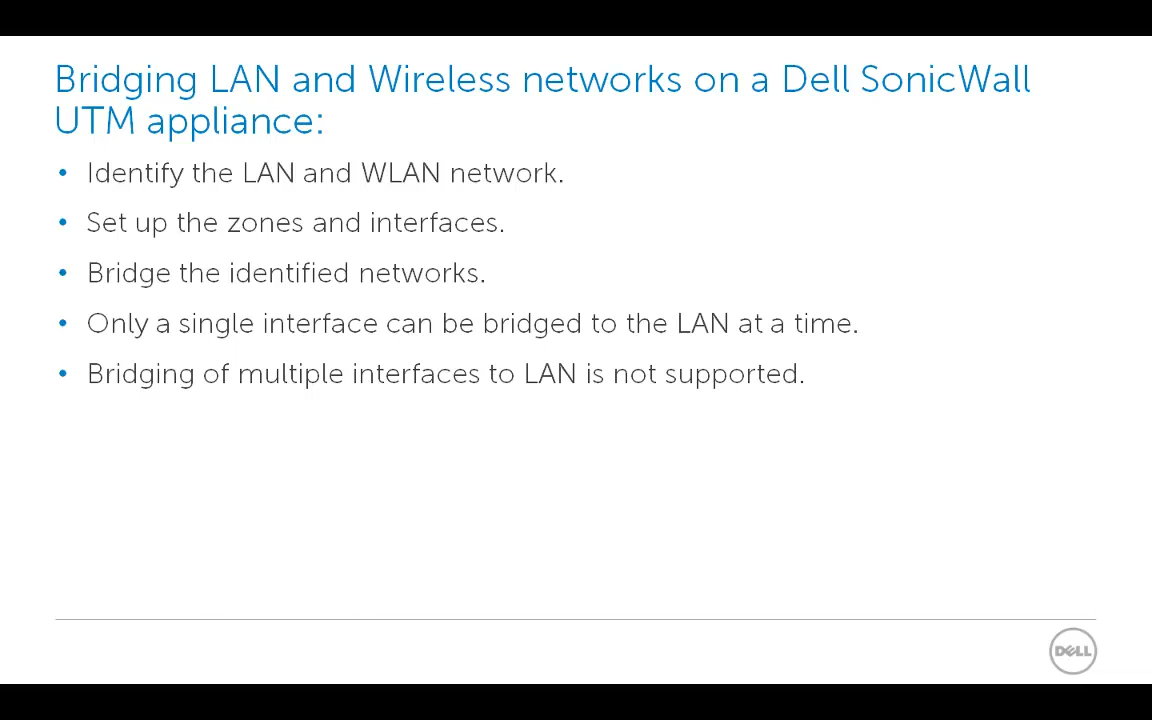 Bridging LAN and Wireless networks on a Dell SonicWall
UTM appliance:
• Identify the LAN and WLAN network.
• Set up the zones and interfaces.
• Bridge the identified networks.
• Only a single interface can be bridged to the LAN at a time.
• Bridging of multiple interfaces to LAN is not supported.
DELL